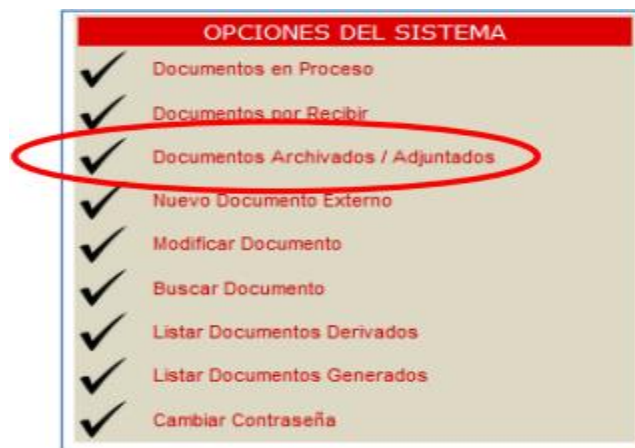 OPCIONES DEL SISTEMA
Documentos en Proceso
Documentos por Recibir
Documentos Archivados / Adjuntados
Nuevo Documento Externo
Modificar Documento
Buscar Documento
Listar Documentos Derivados
Listar Documentos Generados
Cambiar Contraseña